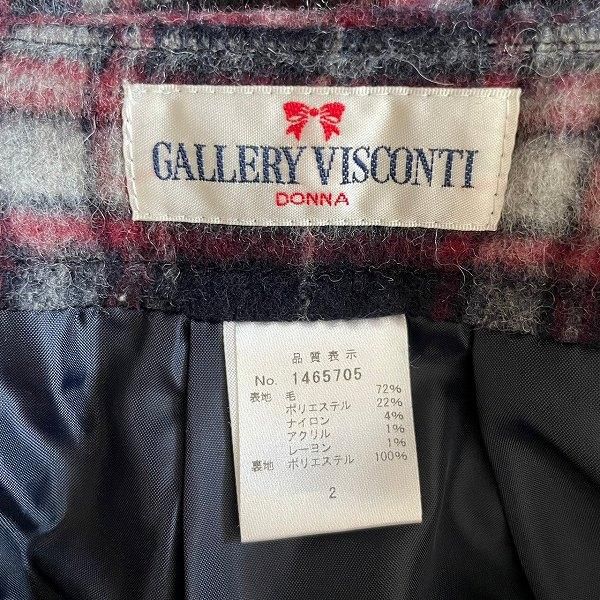 GALLERY VISCONTI
DONNA
品質表示
No. 1465705
表地 毛 72%
ポリエステル 22%
ナイロン 4%
アクリル 1%
レーヨン 1%
裏地 ポリエステル 100%
2